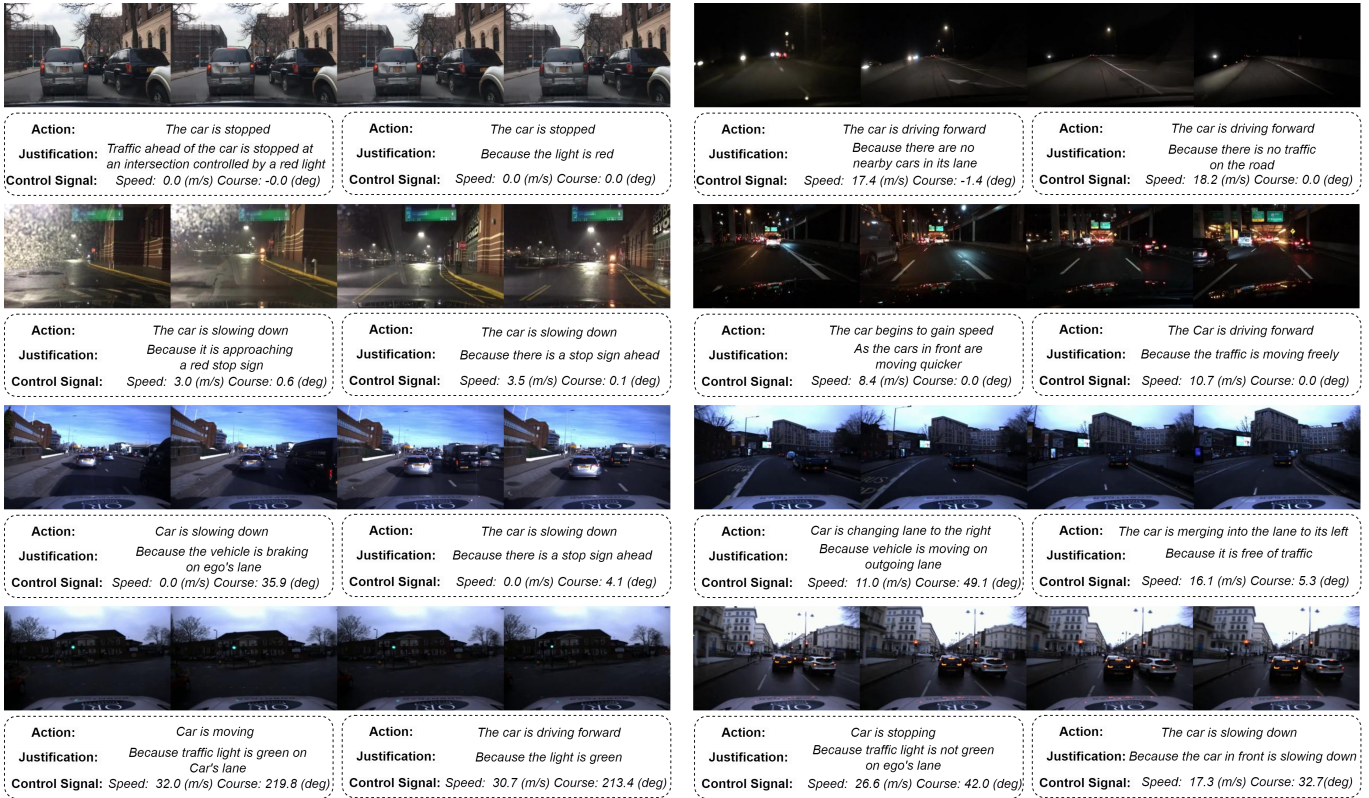 Action: The car is stopped
Justification: Traffic ahead of the car is stopped at
an intersection controlled by a red light
Control Signal: Speed: 0.0 (m/s) Course: -0.0 (deg)
Action: The car is stopped
Justification: Because the light is red
Control Signal: Speed: 0.0 (m/s) Course: 0.0 (deg)
Action: The car is driving forward
Justification: Because there are no
nearby cars in its lane
Control Signal: Speed: 17.4 (m/s) Course: -1.4 (deg)
Action: The car is driving forward
Justification: Because there is no traffic
on the road
Control Signal: Speed: 18.2 (m/s) Course: 0.0 (deg)
Action: The car is slowing down
Justification: Because it is approaching
a red stop sign
Control Signal: Speed: 3.0 (m/s) Course: 0.6 (deg)
Action: The car is slowing down
Justification: Because there is a stop sign ahead
Control Signal: Speed: 3.5 (m/s) Course: 0.1 (deg)
Action: The car begins to gain speed
Justification: As the cars in front are
moving quicker
Control Signal: Speed: 8.4 (m/s) Course: 0.0 (deg)
Action: The Car is driving forward
Justification: Because the traffic is moving freely
Control Signal: Speed: 10.7 (m/s) Course: 0.0 (deg)
Action: Car is slowing down
Justification: Because the vehicle is braking
on ego's lane
Control Signal: Speed: 0.0 (m/s) Course: 35.9 (deg)
Action: The car is slowing down
Justification: Because there is a stop sign ahead
Control Signal: Speed: 0.0 (m/s) Course: 4.1 (deg)
Action: Car is changing lane to the right
Justification: Because vehicle is moving on
outgoing lane
Control Signal: Speed: 11.0 (m/s) Course: 49.1 (deg)
Action: The car is merging into the lane to its left
Justification: Because it is free of traffic
Control Signal: Speed: 16.1 (m/s) Course: 5.3 (deg)
Action: Car is moving
Justification: Because traffic light is green on
Car's lane
Control Signal: Speed: 32.0 (m/s) Course: 219.8 (deg)
Action: The car is driving forward
Justification: Because the light is green
Control Signal: Speed: 30.7 (m/s) Course: 213.4 (deg)
Action: Car is stopping
Justification: Because traffic light is not green
on ego's lane
Control Signal: Speed: 26.6 (m/s) Course: 42.0 (deg)
Action: The car is slowing down
Justification: Because the car in front is slowing down
Control Signal: Speed: 17.3 (m/s) Course: 32.7(deg)